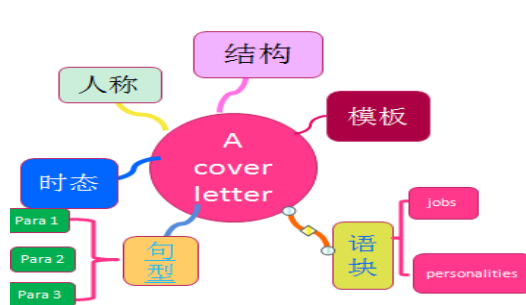 结构
人称
模板
A
cover
letter
时态
jobs
Para 1
句
型
语
块
Para 2
personalities
Para 3